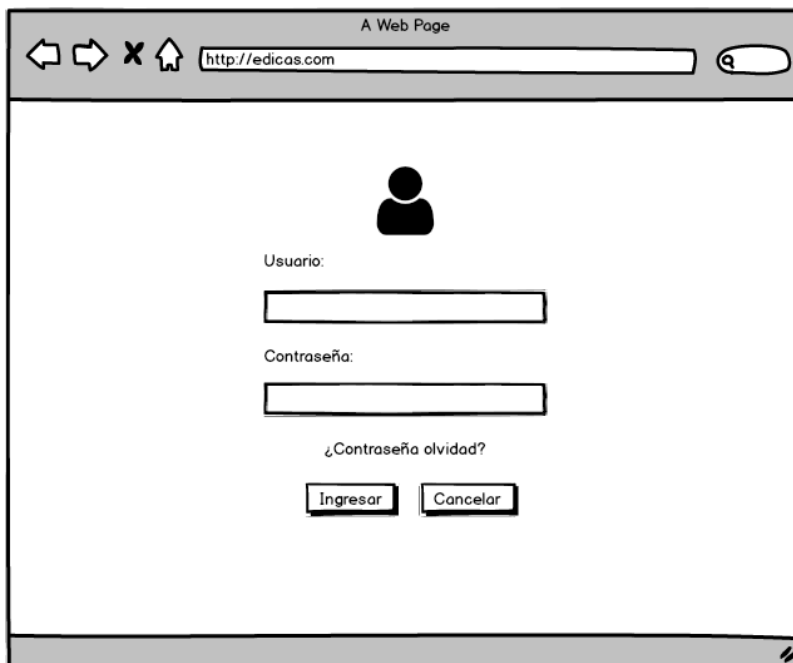 A Web Page
http://edicas.com
Usuario:
Contraseña:
¿Contraseña olvidad?
Ingresar
Cancelar